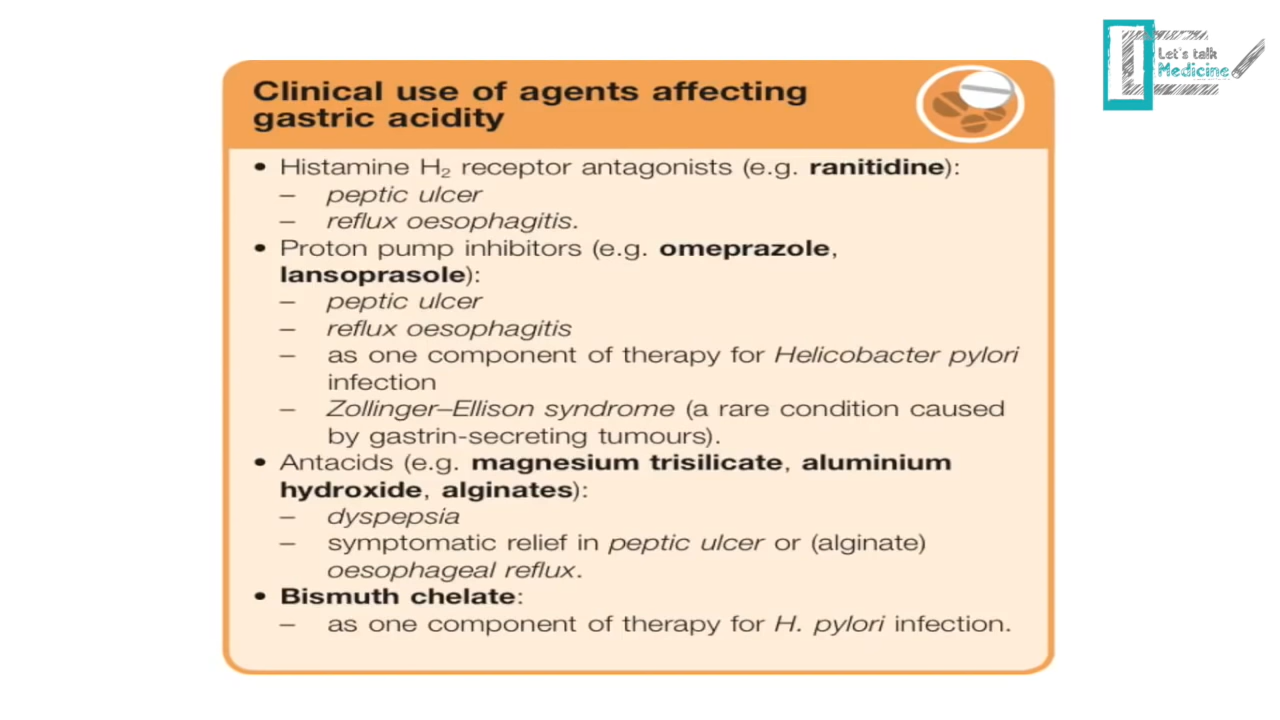 Let's talk
Medicine
Clinical use of agents affecting
gastric acidity
• Histamine H₂ receptor antagonists (e.g. ranitidine):
– peptic ulcer
– reflux oesophagitis.
• Proton pump inhibitors (e.g. omeprazole,
lansoprasole):
– peptic ulcer
– reflux oesophagitis
– as one component of therapy for Helicobacter pylori
infection
– Zollinger–Ellison syndrome (a rare condition caused
by gastrin-secreting tumours).
• Antacids (e.g. magnesium trisilicate, aluminium
hydroxide, alginates):
– dyspepsia
– symptomatic relief in peptic ulcer or (alginate)
oesophageal reflux.
• Bismuth chelate:
– as one component of therapy for H. pylori infection.